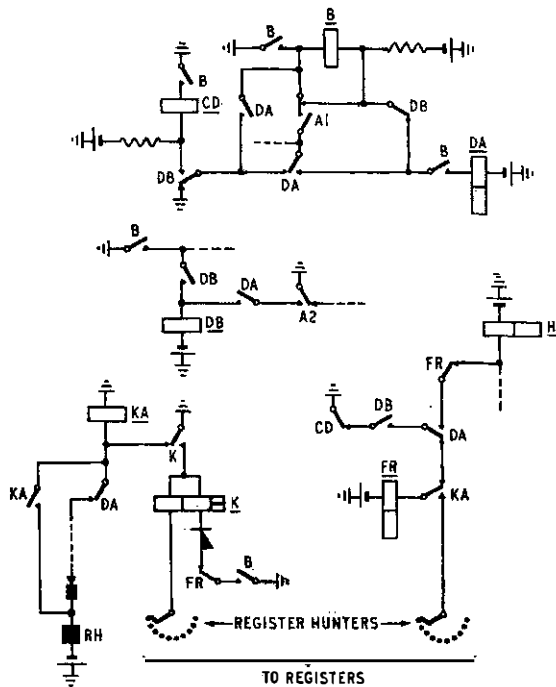 B
B
B
CD
DA
A1
DB
DA
DB
DA
B
B
DB
DA
A2
DB
H
FR
KA
CD
DB
DA
K
KA
DA
FR
KA
K
FR
B
RH
REGISTER HUNTERS
TO REGISTERS